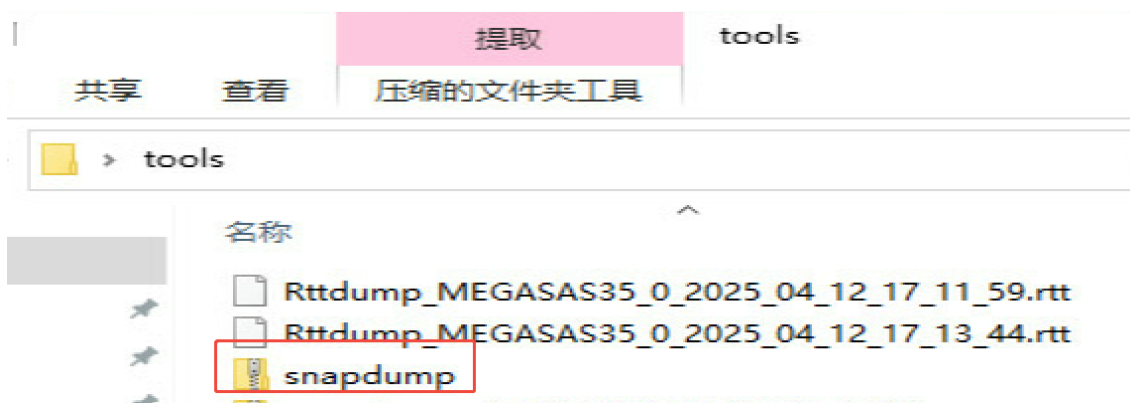 提取 tools
共享 查看 压缩的文件夹工具
> tools
名称
Rttdump_MEGASAS35_0_2025_04_12_17_11_59.rtt
Rttdump_MEGASAS35_0_2025_04_12_17_13_44.rtt
snapdump